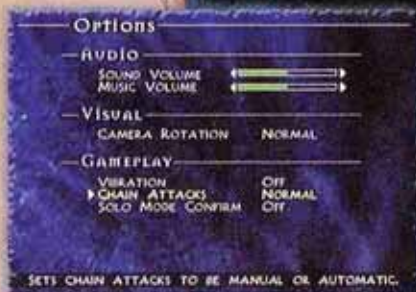 Options
Audio
Sound Volume
Music Volume
Visual
Camera Rotation Normal
Gameplay
Vibration Off
Chain Attacks Normal
Solo Mode Confirm Off
Sets chain attacks to be manual or automatic.